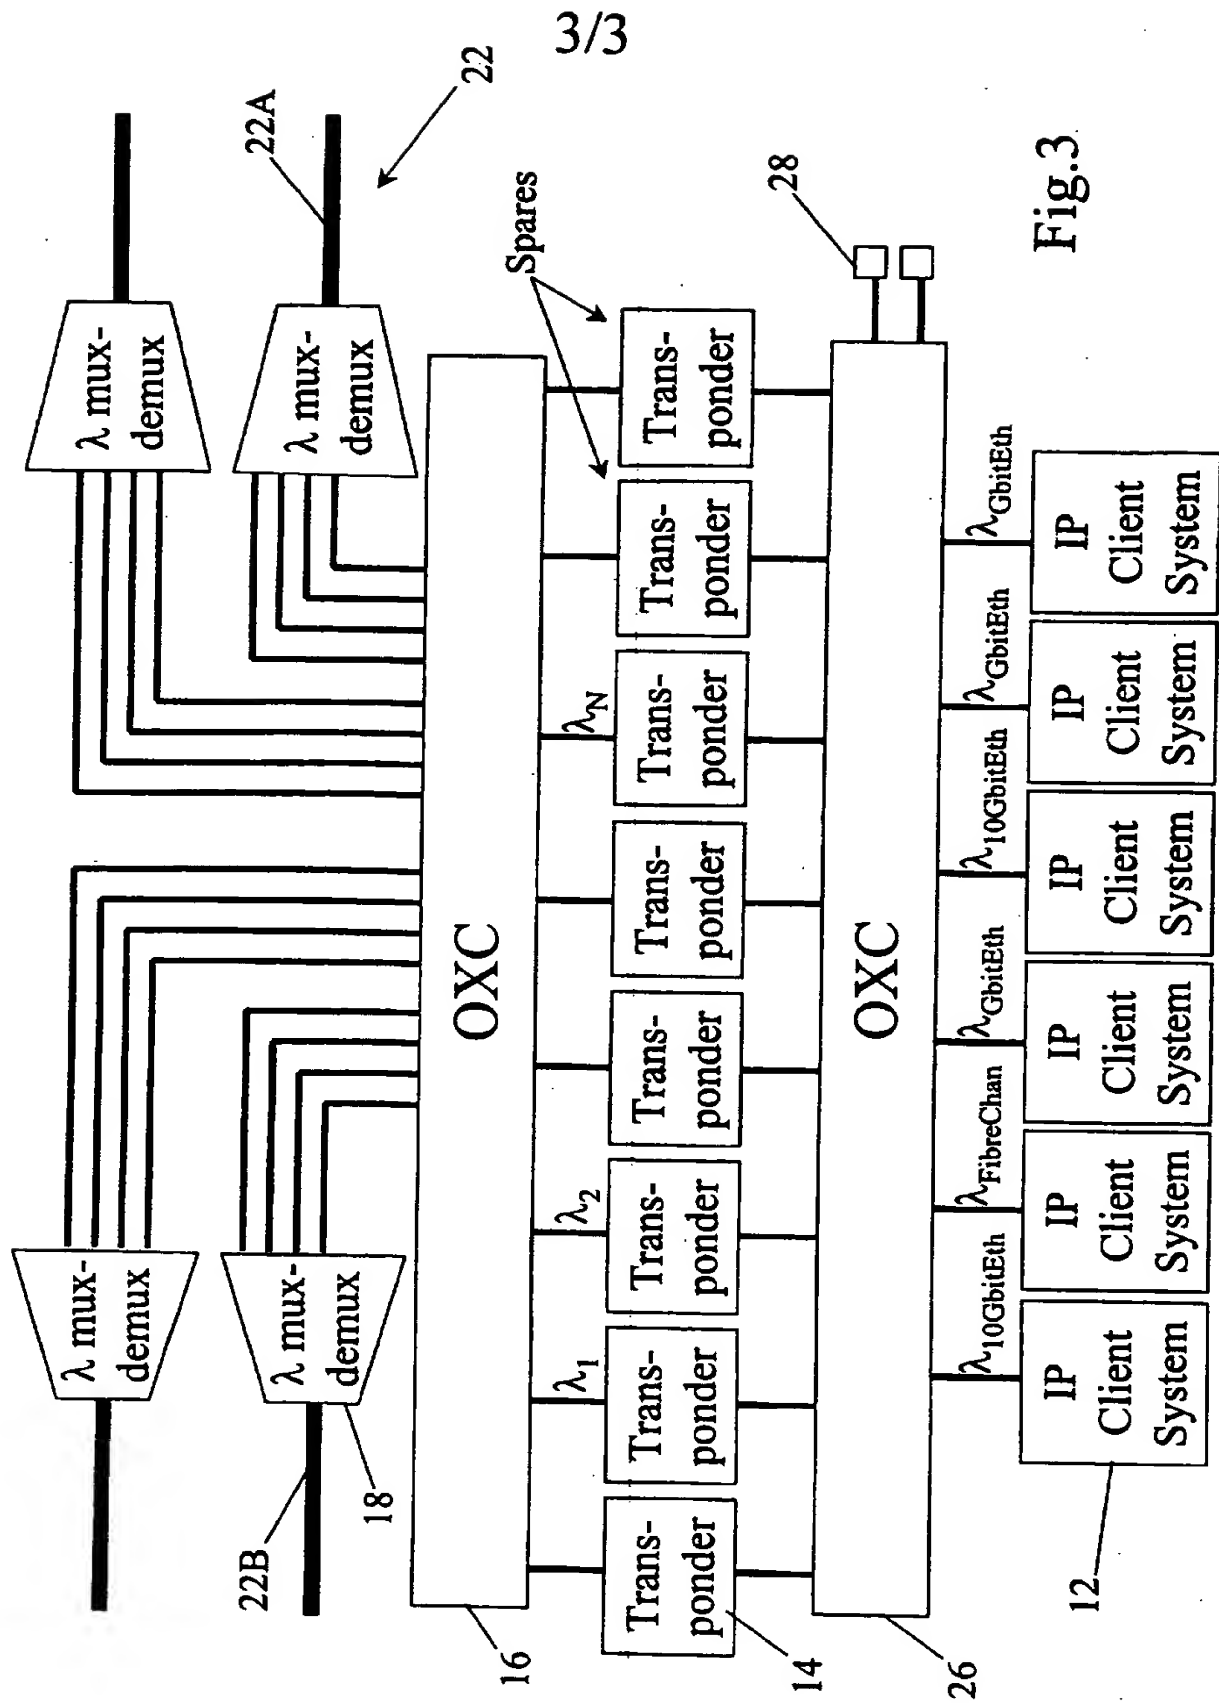 3/3
22
22A
22B
18
λ mux-
demux
λ mux-
demux
λ mux-
demux
λ mux-
demux
OXC
16
Spares
λ1
λ2
λN
Trans-
ponder
Trans-
ponder
Trans-
ponder
Trans-
ponder
Trans-
ponder
Trans-
ponder
Trans-
ponder
Trans-
ponder
14
28
OXC
26
λ10GbitEth
λFibreChan
λGbitEth
λ10GbitEth
λGbitEth
λGbitEth
IP
Client
System
IP
Client
System
IP
Client
System
IP
Client
System
IP
Client
System
IP
Client
System
12
Fig.3